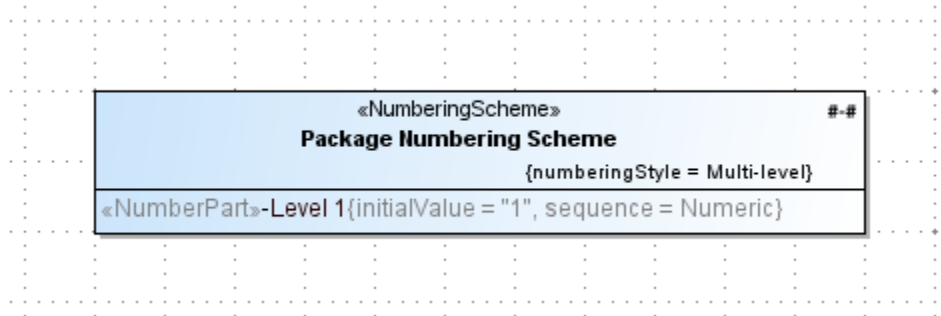 «NumberingScheme»
#-#
Package Numbering Scheme
{numberingStyle = Multi-level}
«NumberPart»-Level 1{initialValue = "1", sequence = Numeric}